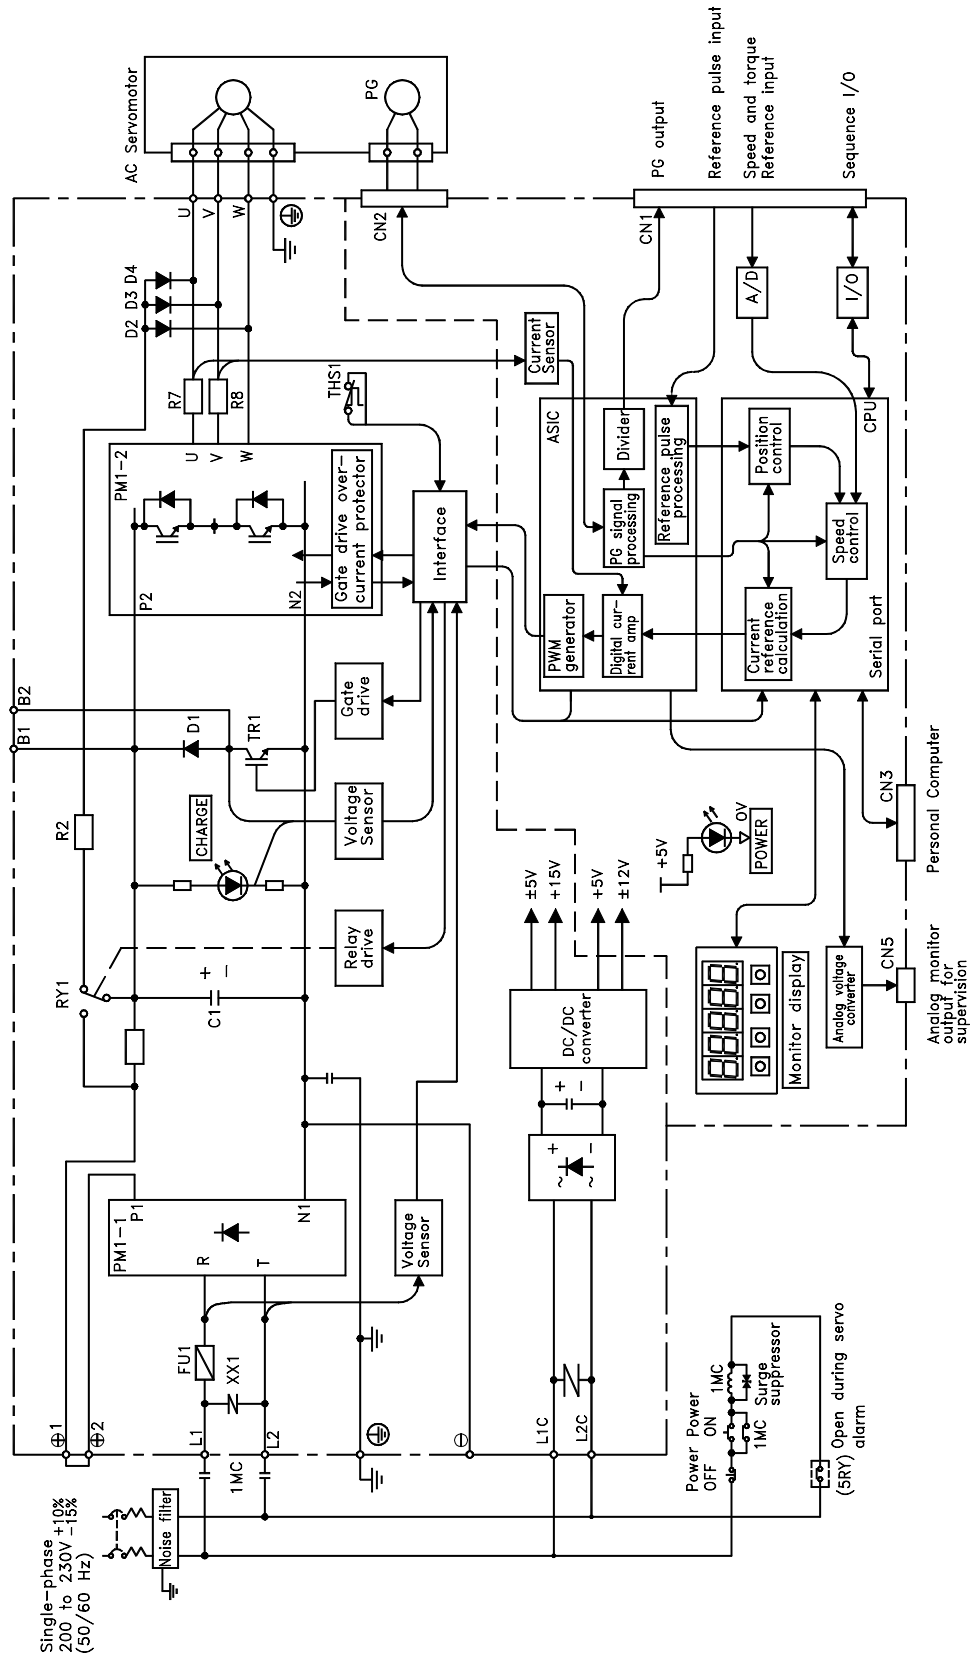 Single-phase
200 to 230V +10% −15%
(50/60 Hz)
Noise filter
1MC
L1
L2
⊕1
⊕2
FU1
XX1
PM1-1
P1
N1
R
T
Voltage
Sensor
RY1
R2
C1
+
−
Relay
drive
CHARGE
Voltage
Sensor
B1
B2
D1
TR1
Gate
drive
P2
N2
PM1-2
U
V
W
Gate drive over-
current protector
Interface
THS1
R7
R8
D2
D3
D4
U
V
W
AC Servomotor
PG
CN2
Current
Sensor
⊖
L1C
L2C
+
−
~
~
+
−
DC/DC
converter
±5V
+15V
+5V
±12V
+5V
0V
POWER
ASIC
PWM
generator
Digital cur-
rent amp
PG signal
processing
Divider
Reference pulse
processing
CPU
Position
control
Speed
control
Current
reference
calculation
Serial port
A/D
I/O
CN1
PG output
Reference pulse input
Speed and torque
Reference input
Sequence I/O
Monitor display
Analog voltage
converter
CN5
Analog monitor
output for
supervision
CN3
Personal Computer
Power
OFF
Power
ON
1MC
1MC
Surge
suppressor
(5RY)
Open during servo
alarm